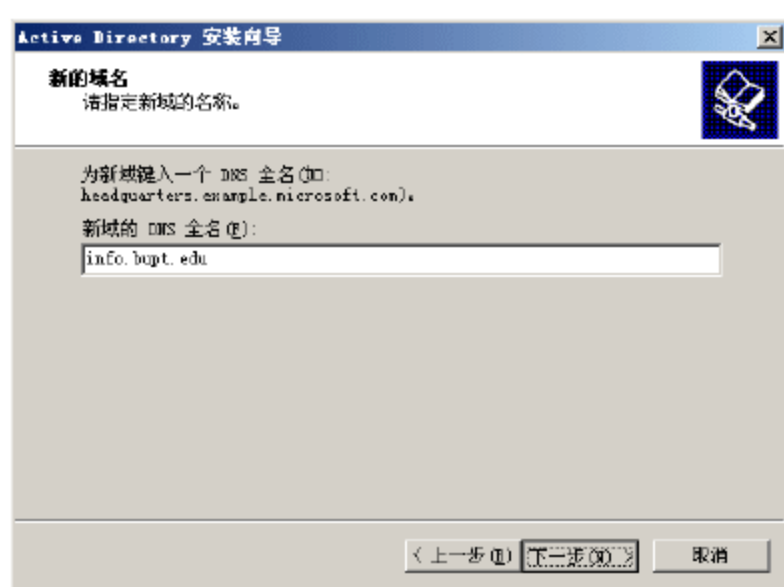 Active Directory 安装向导
新的域名
请指定新域的名称。
为新域键入一个 DNS 全名(如:
headquarters.example.microsoft.com)。
新域的 DNS 全名(F):
info.bupt.edu
< 上一步(B)
下一步(N) >
取消